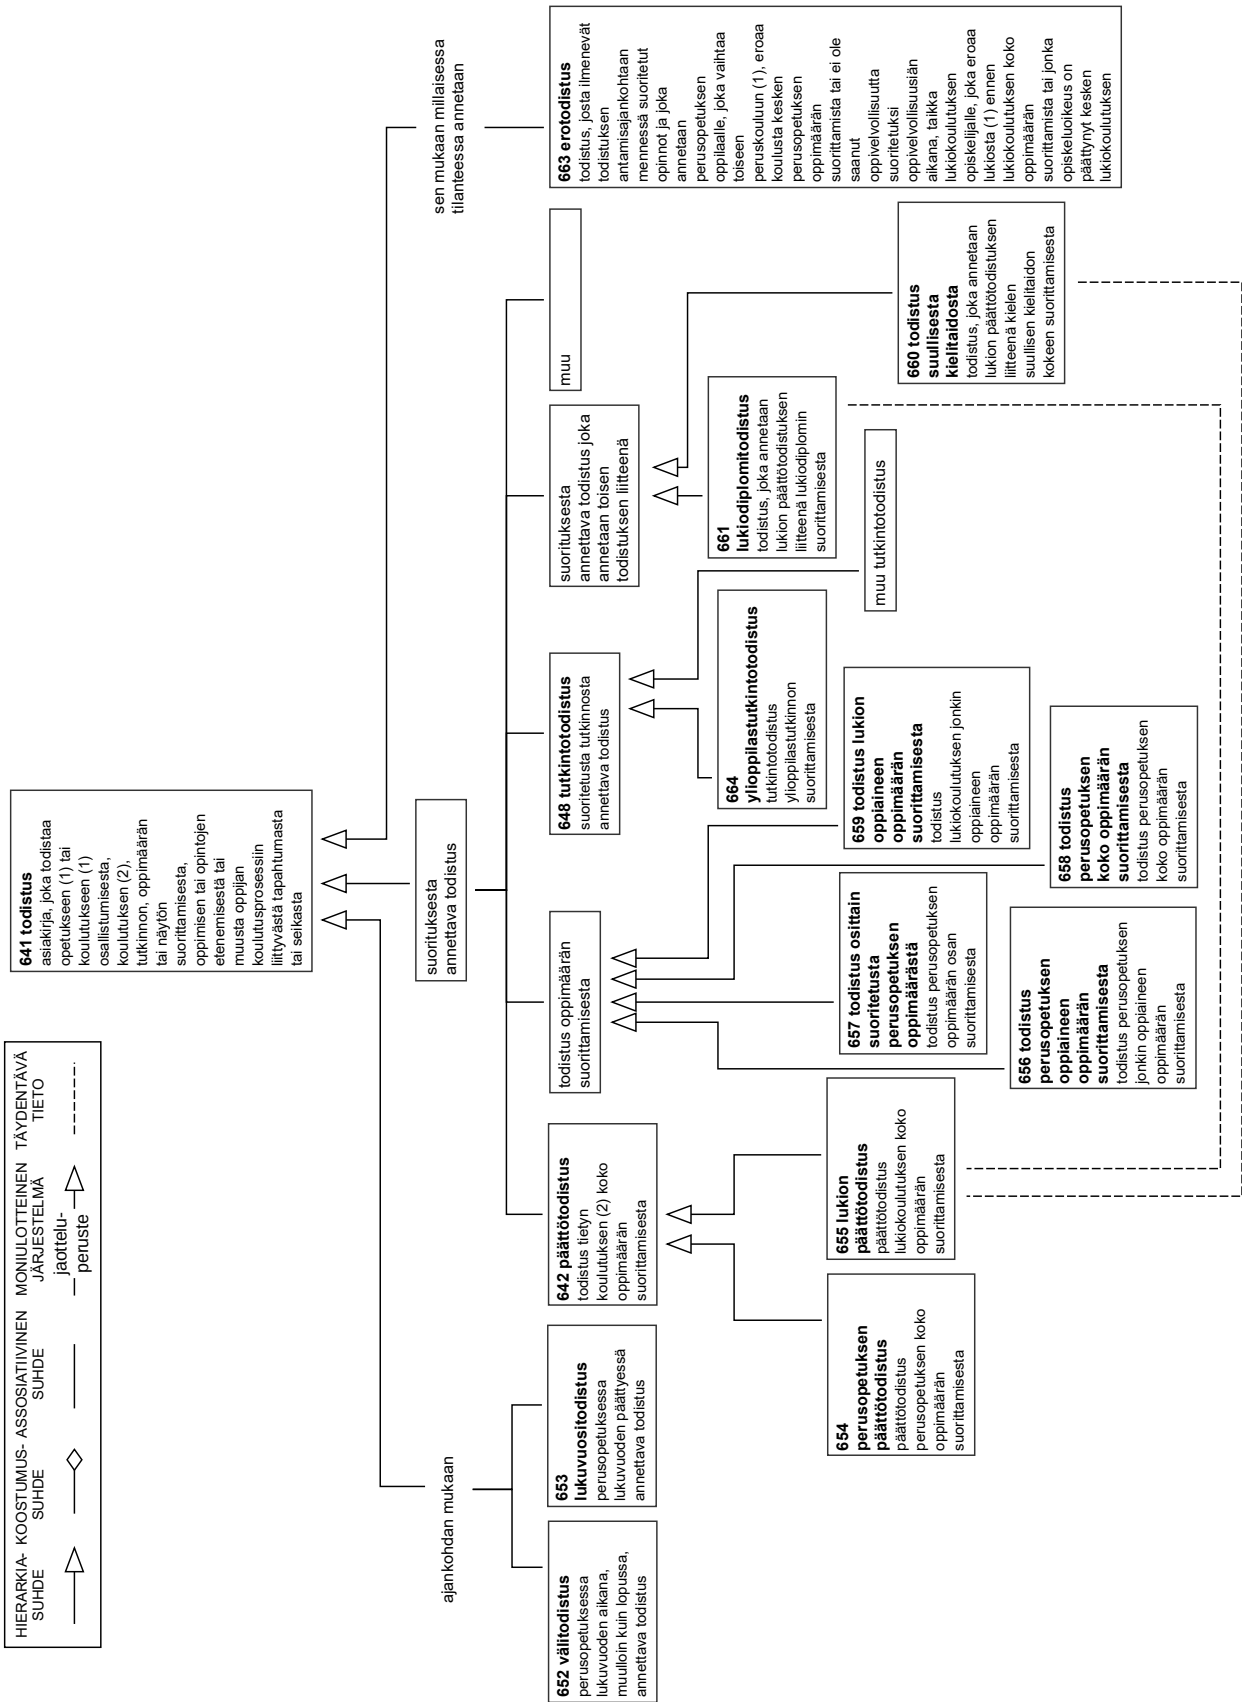 HIERARKIA-
SUHDE
KOOSTUMUS-
SUHDE
ASSOSIATIIVINEN
SUHDE
MONIULOTTEINEN
JÄRJESTELMÄ
jaottelu-
peruste
TÄYDENTÄVÄ
TIETO
641 todistus
asiakirja, joka todistaa
opetukseen (1) tai
koulutukseen (1)
osallistumisesta,
koulutuksen (2),
tutkinnon, oppimäärän
tai näytön
suorittamisesta,
oppimisen tai opintojen
etenemisestä tai
muusta oppijan
koulutusprosessiin
liittyvästä tapahtumasta
tai seikasta
ajankohdan mukaan
suorituksesta
annettava todistus
sen mukaan millaisessa
tilanteessa annetaan
652 välitodistus
perusopetuksessa
lukuvuoden aikana,
muulloin kuin lopussa,
annettava todistus
653
lukuvuositodistus
perusopetuksessa
lukuvuoden päättyessä
annettava todistus
642 päättötodistus
todistus tietyn
koulutuksen (2) koko
oppimäärän
suorittamisesta
todistus oppimäärän
suorittamisesta
648 tutkintotodistus
suoritetusta tutkinnosta
annettava todistus
suorituksesta
annettava todistus joka
annetaan toisen
todistuksen liitteenä
muu
663 erotodistus
todistus, josta ilmenevät
todistuksen
antamisajankohtaan
mennessä suoritetut
opinnot ja joka
annetaan
perusopetuksen
oppilaalle, joka vaihtaa
toiseen
peruskouluun (1), eroaa
koulusta kesken
perusopetuksen
oppimäärän
suorittamista tai ei ole
saanut
oppivelvollisuutta
suoritetuksi
oppivelvollisuusiän
aikana, taikka
lukiokoulutuksen
opiskelijalle, joka eroaa
lukiosta (1) ennen
lukiokoulutuksen koko
oppimäärän
suorittamista tai jonka
opiskeluoikeus on
päättynyt kesken
lukiokoulutuksen
654
perusopetuksen
päättötodistus
päättötodistus
perusopetuksen koko
oppimäärän
suorittamisesta
655 lukion
päättötodistus
päättötodistus
lukiokoulutuksen koko
oppimäärän
suorittamisesta
656 todistus
perusopetuksen
oppiaineen
oppimäärän
suorittamisesta
todistus perusopetuksen
jonkin oppiaineen
oppimäärän
suorittamisesta
657 todistus osittain
suoritetusta
perusopetuksen
oppimäärästä
todistus perusopetuksen
oppimäärän osan
suorittamisesta
658 todistus
perusopetuksen
koko oppimäärän
suorittamisesta
todistus perusopetuksen
koko oppimäärän
suorittamisesta
659 todistus lukion
oppiaineen
oppimäärän
suorittamisesta
todistus
lukiokoulutuksen jonkin
oppiaineen
oppimäärän
suorittamisesta
664
ylioppilastutkintotodistus
tutkintotodistus
ylioppilastutkinnon
suorittamisesta
muu tutkintotodistus
661
lukiodiplomitodistus
todistus, joka annetaan
lukion päättötodistuksen
liitteenä lukiodiplomin
suorittamisesta
660 todistus
suullisesta
kielitaidosta
todistus, joka annetaan
lukion päättötodistuksen
liitteenä kielen
suullisen kielitaidon
kokeen suorittamisesta